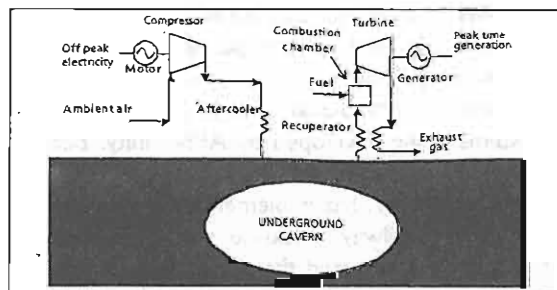 Compressor
Turbine
Combustion
chamber
Off peak
electricity
Motor
Peak time
generation
Generator
Fuel
Ambient air
Aftercooler
Recuperator
Exhaust
gas
UNDERGROUND
CAVERN